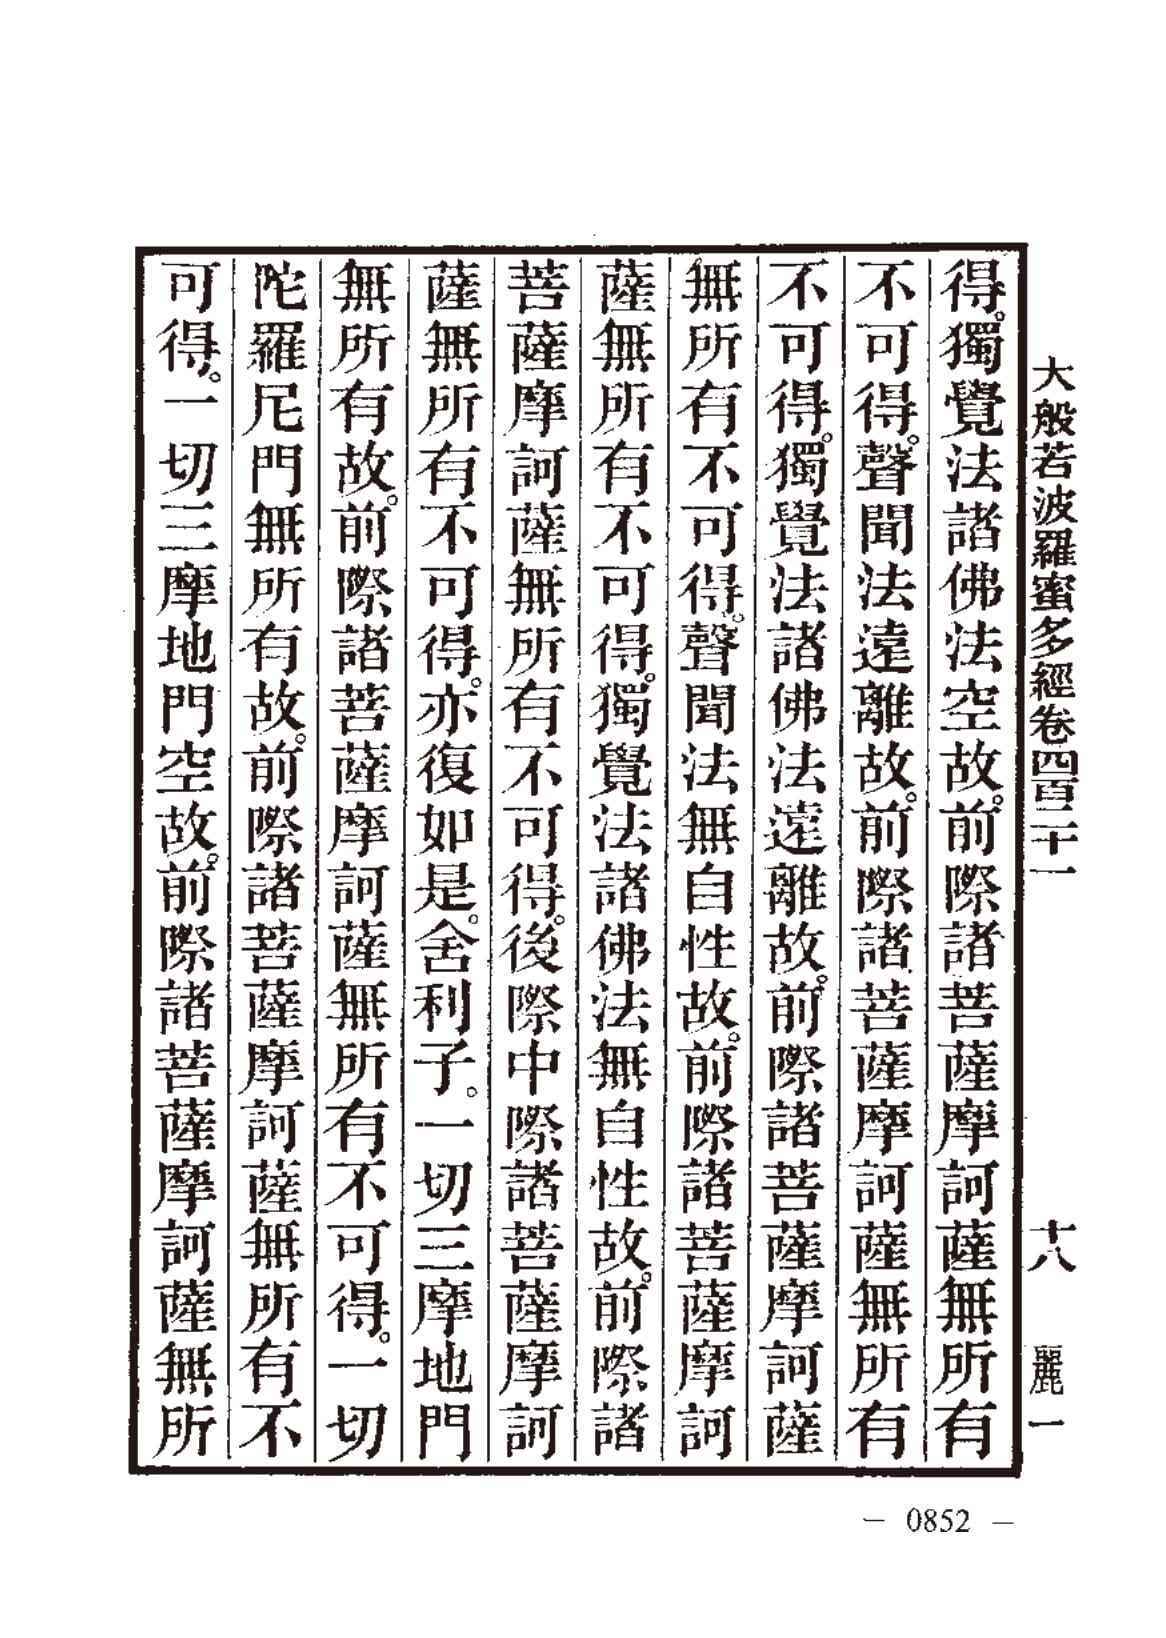 大般若波羅蜜多經卷四百二十一　十八　麗一
得。獨覺法諸佛法空故。前際諸菩薩摩訶薩無所有
不可得。聲聞法遠離故。前際諸菩薩摩訶薩無所有
不可得。獨覺法諸佛法遠離故。前際諸菩薩摩訶薩
無所有不可得。聲聞法無自性故。前際諸菩薩摩訶
薩無所有不可得。獨覺法諸佛法無自性故。前際諸
菩薩摩訶薩無所有不可得。後際中際諸菩薩摩訶
薩無所有不可得。亦復如是。舍利子。一切三摩地門
無所有故。前際諸菩薩摩訶薩無所有不可得。一切
陀羅尼門無所有故。前際諸菩薩摩訶薩無所有不
可得。一切三摩地門空故。前際諸菩薩摩訶薩無所
— 0852 —